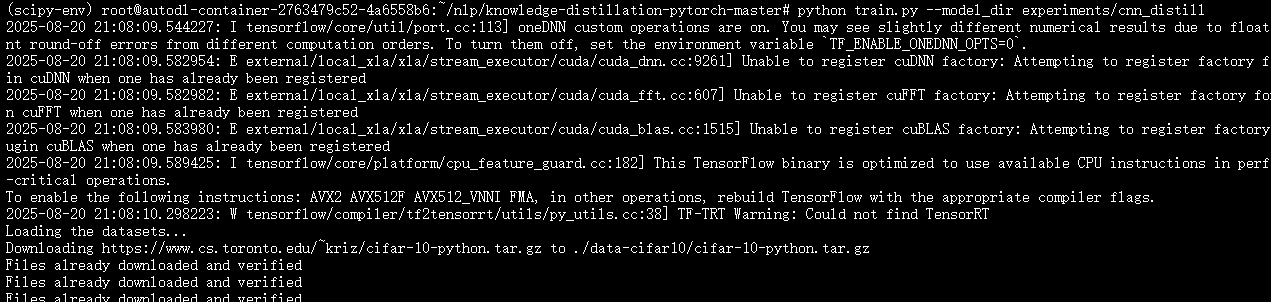 (scipy-env) root@autodl-container-2763479c52-4a6558b6:~/nlp/knowledge-distillation-pytorch-master# python train.py --model_dir experiments/cnn_distill
2025-08-20 21:08:09.544227: I tensorflow/core/util/port.cc:113] oneDNN custom operations are on. You may see slightly different numerical results due to float
nt round-off errors from different computation orders. To turn them off, set the environment variable `TF_ENABLE_ONEDNN_OPTS=0`.
2025-08-20 21:08:09.582954: E external/local_xla/xla/stream_executor/cuda/cuda_dnn.cc:9261] Unable to register cuDNN factory: Attempting to register factory f
in cuDNN when one has already been registered
2025-08-20 21:08:09.582982: E external/local_xla/xla/stream_executor/cuda/cuda_fft.cc:607] Unable to register cuFFT factory: Attempting to register factory fo
n cuFFT when one has already been registered
2025-08-20 21:08:09.583980: E external/local_xla/xla/stream_executor/cuda/cuda_blas.cc:1515] Unable to register cuBLAS factory: Attempting to register factory
ugin cuBLAS when one has already been registered
2025-08-20 21:08:09.589425: I tensorflow/core/platform/cpu_feature_guard.cc:182] This TensorFlow binary is optimized to use available CPU instructions in perf
-critical operations.
To enable the following instructions: AVX2 AVX512F AVX512_VNNI FMA, in other operations, rebuild TensorFlow with the appropriate compiler flags.
2025-08-20 21:08:10.298223: W tensorflow/compiler/tf2tensorrt/utils/py_utils.cc:38] TF-TRT Warning: Could not find TensorRT
Loading the datasets...
Downloading https://www.cs.toronto.edu/~kriz/cifar-10-python.tar.gz to ./data-cifar10/cifar-10-python.tar.gz
Files already downloaded and verified
Files already downloaded and verified
Files already downloaded and verified